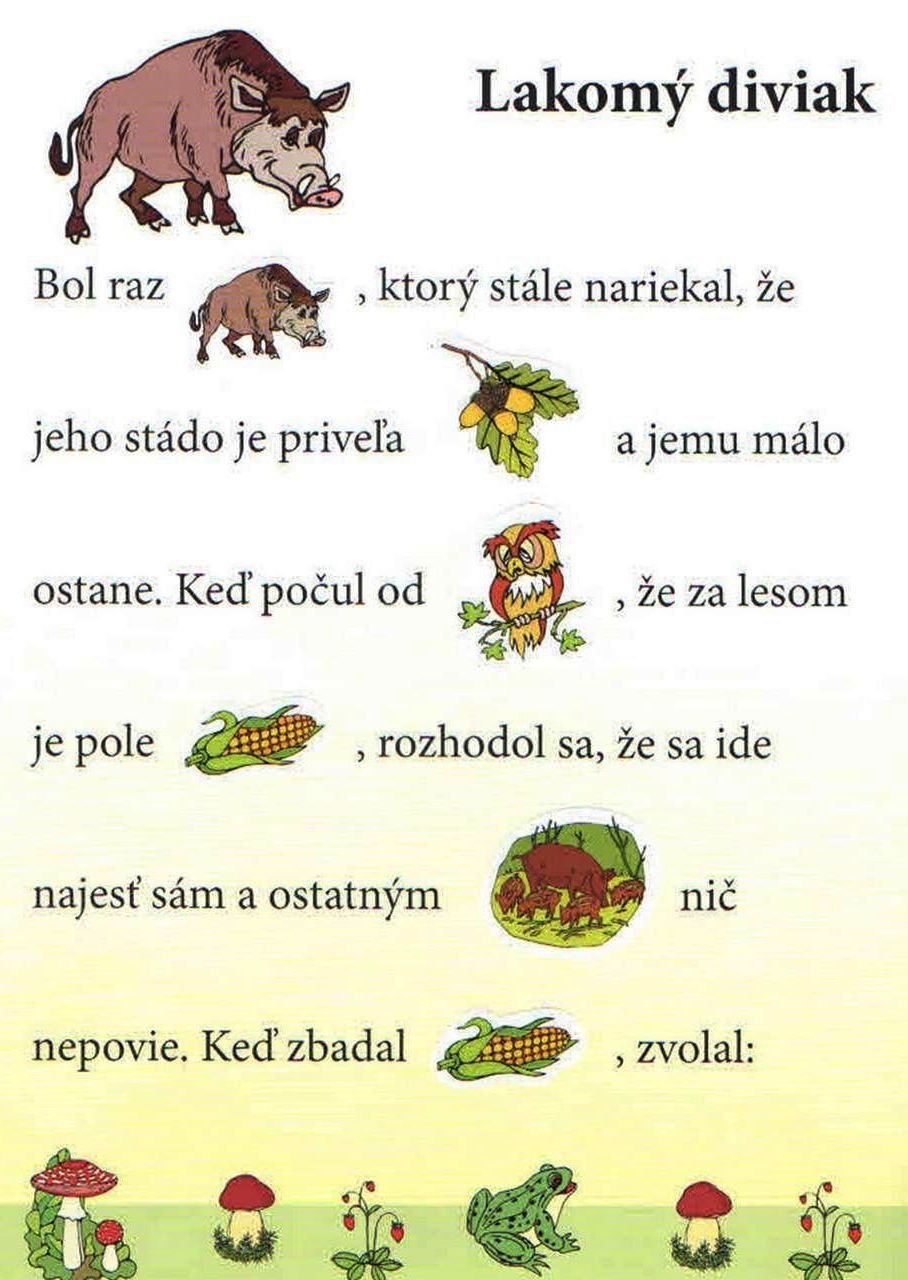 Lakomý diviak
Bol raz , ktorý stále nariekal, že
jeho stádo je priveľa a jemu málo
ostane. Keď počul od , že za lesom
je pole , rozhodol sa, že sa ide
najesť sám a ostatným nič
nepovie. Keď zbadal , zvolal: